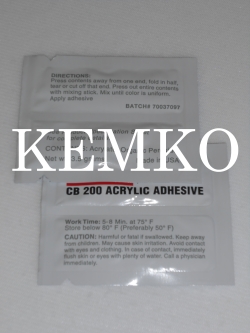 DIRECTIONS:
Press contents away from one end, fold in half,
tear or cut off that end. Press out entire contents
with mixing stick. Mix until color is uniform.
Apply adhesive
BATCH#
KEMKO
CB 200 ACRYLIC ADHESIVE
Work Time: 5-8 Min. at 75° F
Store below 80° F (Preferably 50° F)
CAUTION: Harmful or fatal if swallowed. Keep away
from children. May cause skin irritation. Avoid contact
with eyes and clothing. In case of contact, immediately
flush skin or eyes with plenty of water. Call a physician
immediately.